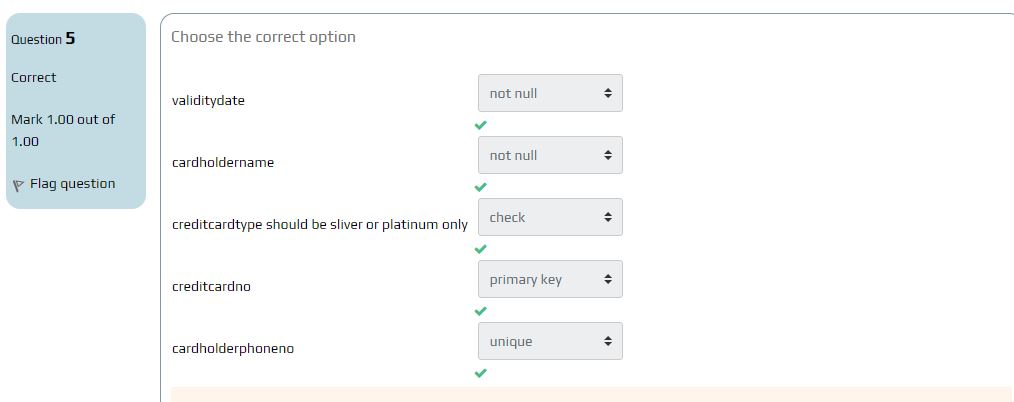 Question 5
Correct
Mark 1.00 out of
1.00
Flag question
Choose the correct option
validitydate
not null
cardholdername
not null
creditcardtype should be sliver or platinum only
check
creditcardno
primary key
cardholderphoneno
unique